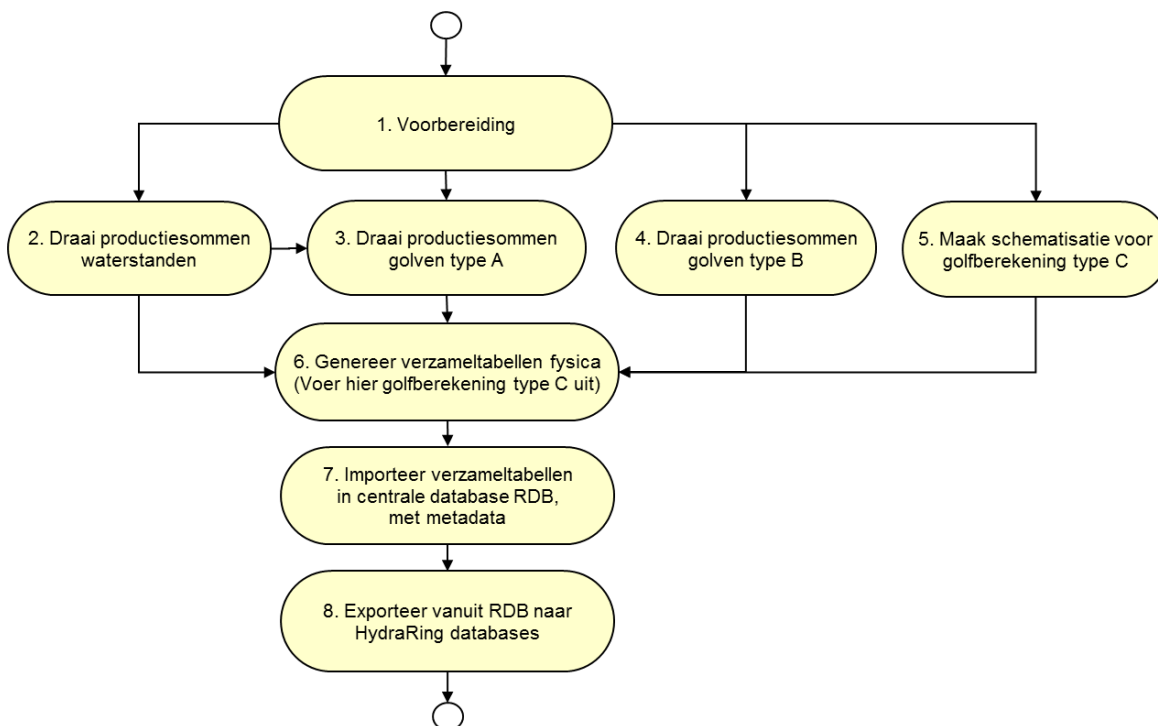 1. Voorbereiding
2. Draai productiesommen
waterstanden
3. Draai productiesommen
golven type A
4. Draai productiesommen
golven type B
5. Maak schematisatie voor
golfberekening type C
6. Genereer verzameltabellen fysica
(Voer hier golfberekening type C uit)
7. Importeer verzameltabellen
in centrale database RDB,
met metadata
8. Exporteer vanuit RDB naar
HydraRing databases